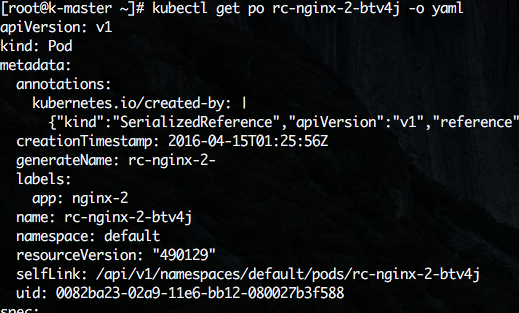 [root@k-master ~]# kubectl get po rc-nginx-2-btv4j -o yaml
apiVersion: v1
kind: Pod
metadata:
  annotations:
    kubernetes.io/created-by: |
      {"kind":"SerializedReference","apiVersion":"v1","reference"
  creationTimestamp: 2016-04-15T01:25:56Z
  generateName: rc-nginx-2-
  labels:
    app: nginx-2
  name: rc-nginx-2-btv4j
  namespace: default
  resourceVersion: "490129"
  selfLink: /api/v1/namespaces/default/pods/rc-nginx-2-btv4j
  uid: 0082ba23-02a9-11e6-bb12-080027b3f588
spec: